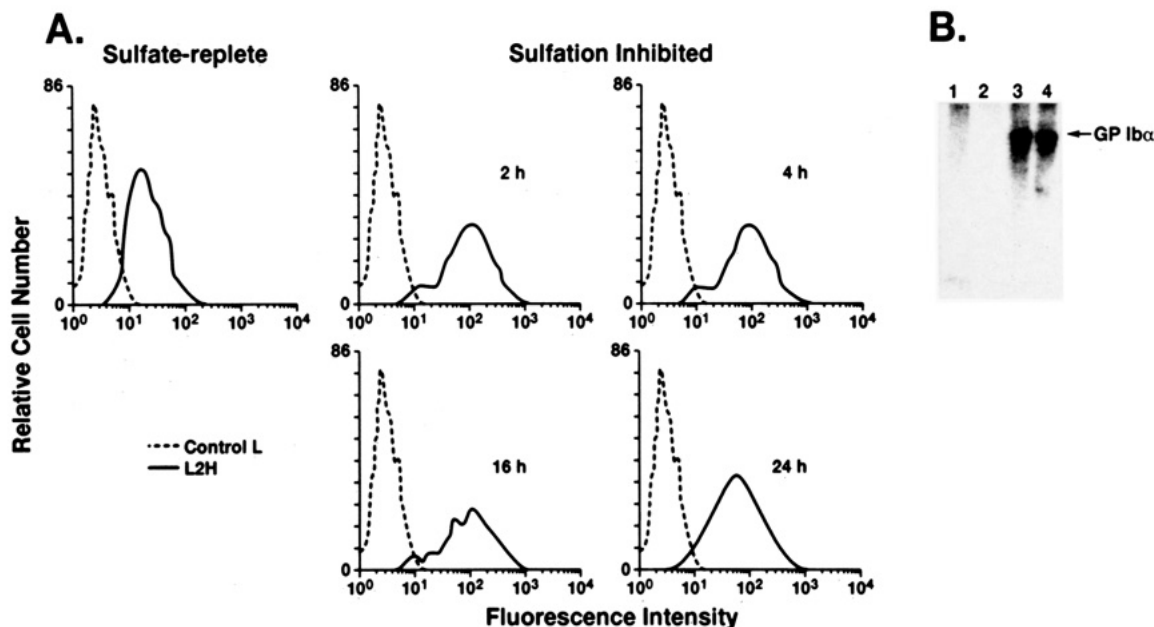 A.
Sulfate-replete
Sulfation Inhibited
B.
86
0
10⁰ 10¹ 10² 10³ 10⁴
86
2 h
0
10⁰ 10¹ 10² 10³ 10⁴
86
4 h
0
10⁰ 10¹ 10² 10³ 10⁴
1 2 3 4
GP Ibα
Relative Cell Number
Control L
L2H
86
16 h
0
10⁰ 10¹ 10² 10³ 10⁴
86
24 h
0
10⁰ 10¹ 10² 10³ 10⁴
Fluorescence Intensity